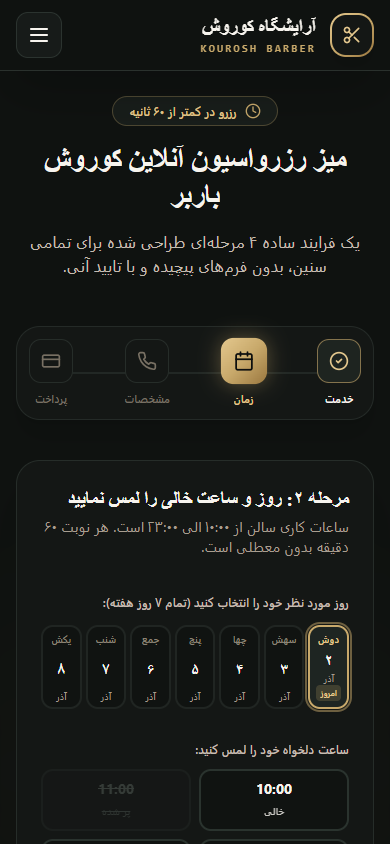 آرایشگاه کوروش
KOUROSH BARBER
رزرو در کمتر از ۶۰ ثانیه
میز رزرواسیون آنلاین کوروش
باربر
یک فرایند ساده ۴ مرحله‌ای طراحی شده برای تمامی
سنین، بدون فرم‌های پیچیده و با تایید آنی.
خدمت
زمان
مشخصات
پرداخت
مرحله ۲: روز و ساعت خالی را لمس نمایید
ساعات کاری سالن از ۱۰:۰۰ الی ۲۳:۰۰ است. هر نوبت ۶۰
دقیقه بدون معطلی است.
روز مورد نظر خود را انتخاب کنید (تمام ۷ روز هفته):
دوش سهش چها پنج جمع شنب یکش
۲ ۳ ۴ ۵ ۶ ۷ ۸
آذر آذر آذر آذر آذر آذر آذر
امروز
ساعت دلخواه خود را لمس کنید:
10:00 11:00
خالی پر شده